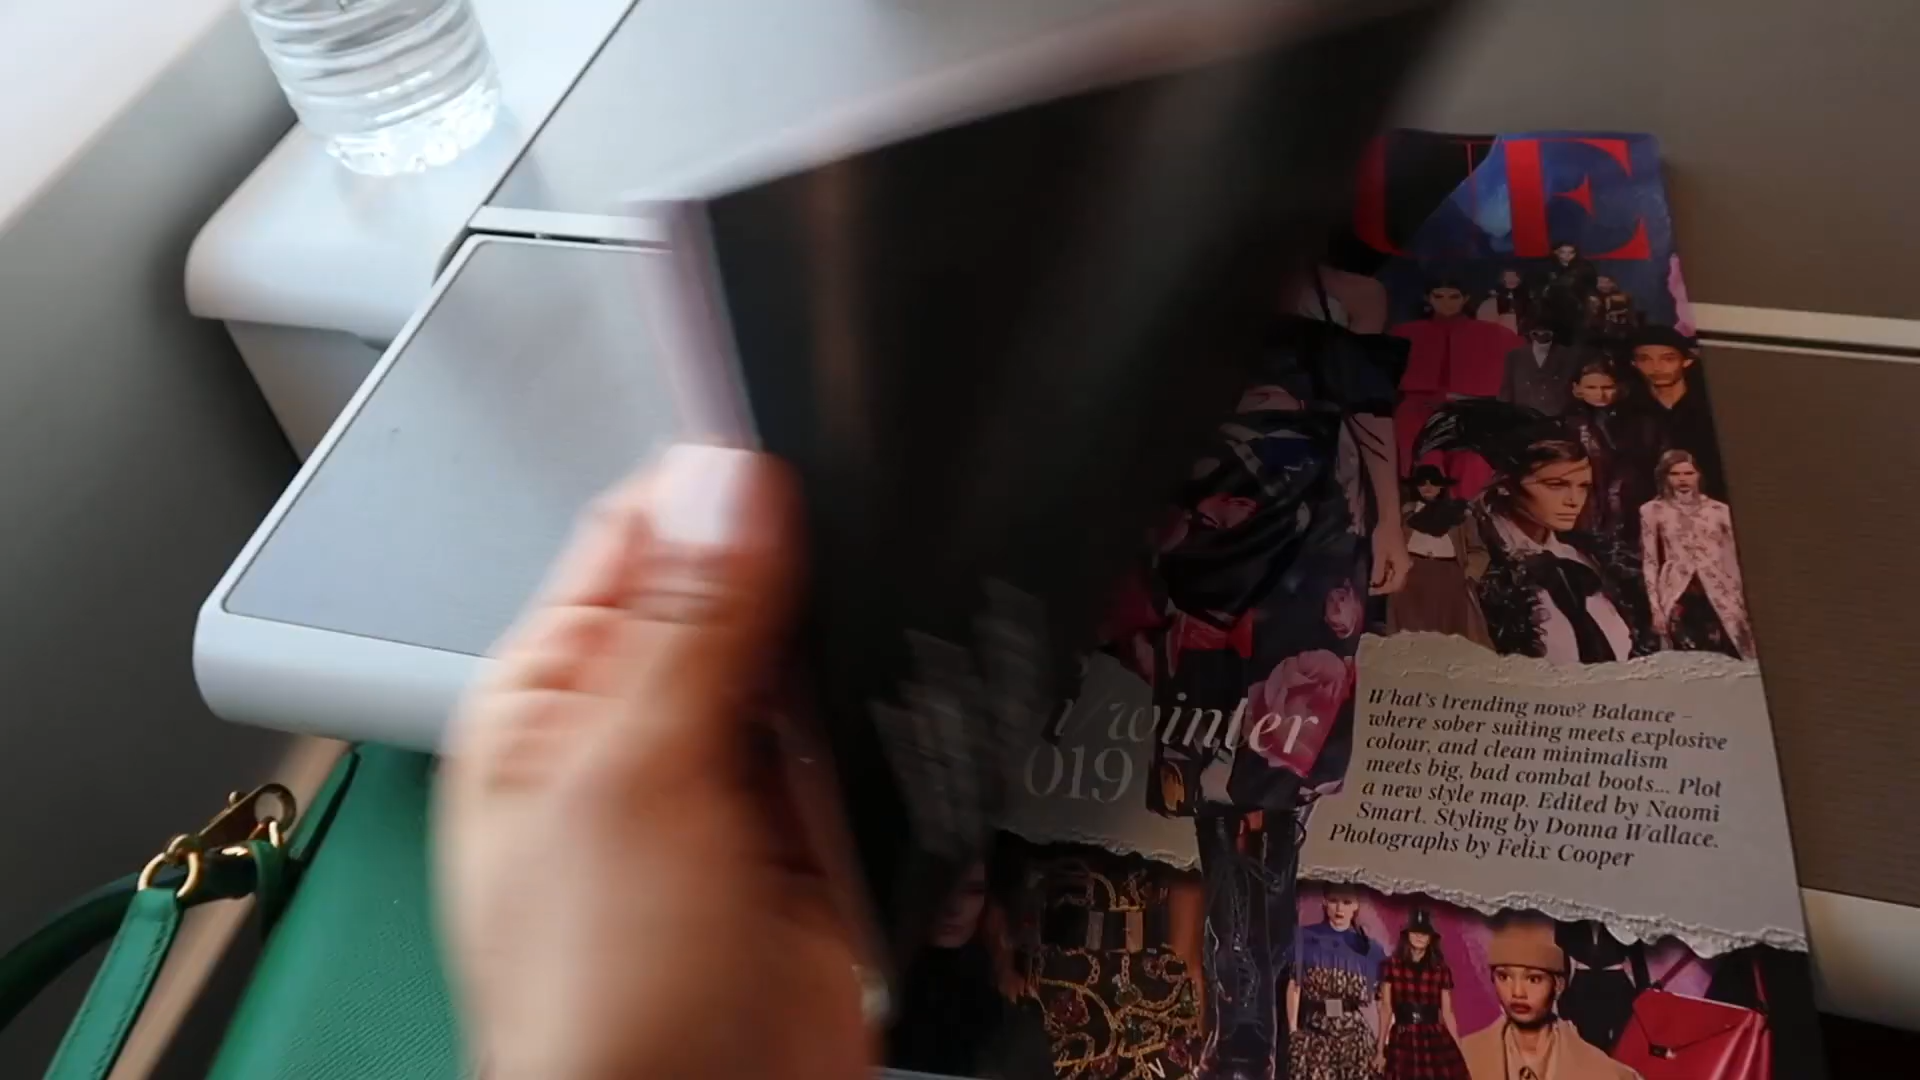 UE
/winter
019
What's trending now? Balance –
where sober suiting meets explosive
colour, and clean minimalism
meets big, bad combat boots... Plot
a new style map. Edited by Naomi
Smart. Styling by Donna Wallace.
Photographs by Felix Cooper